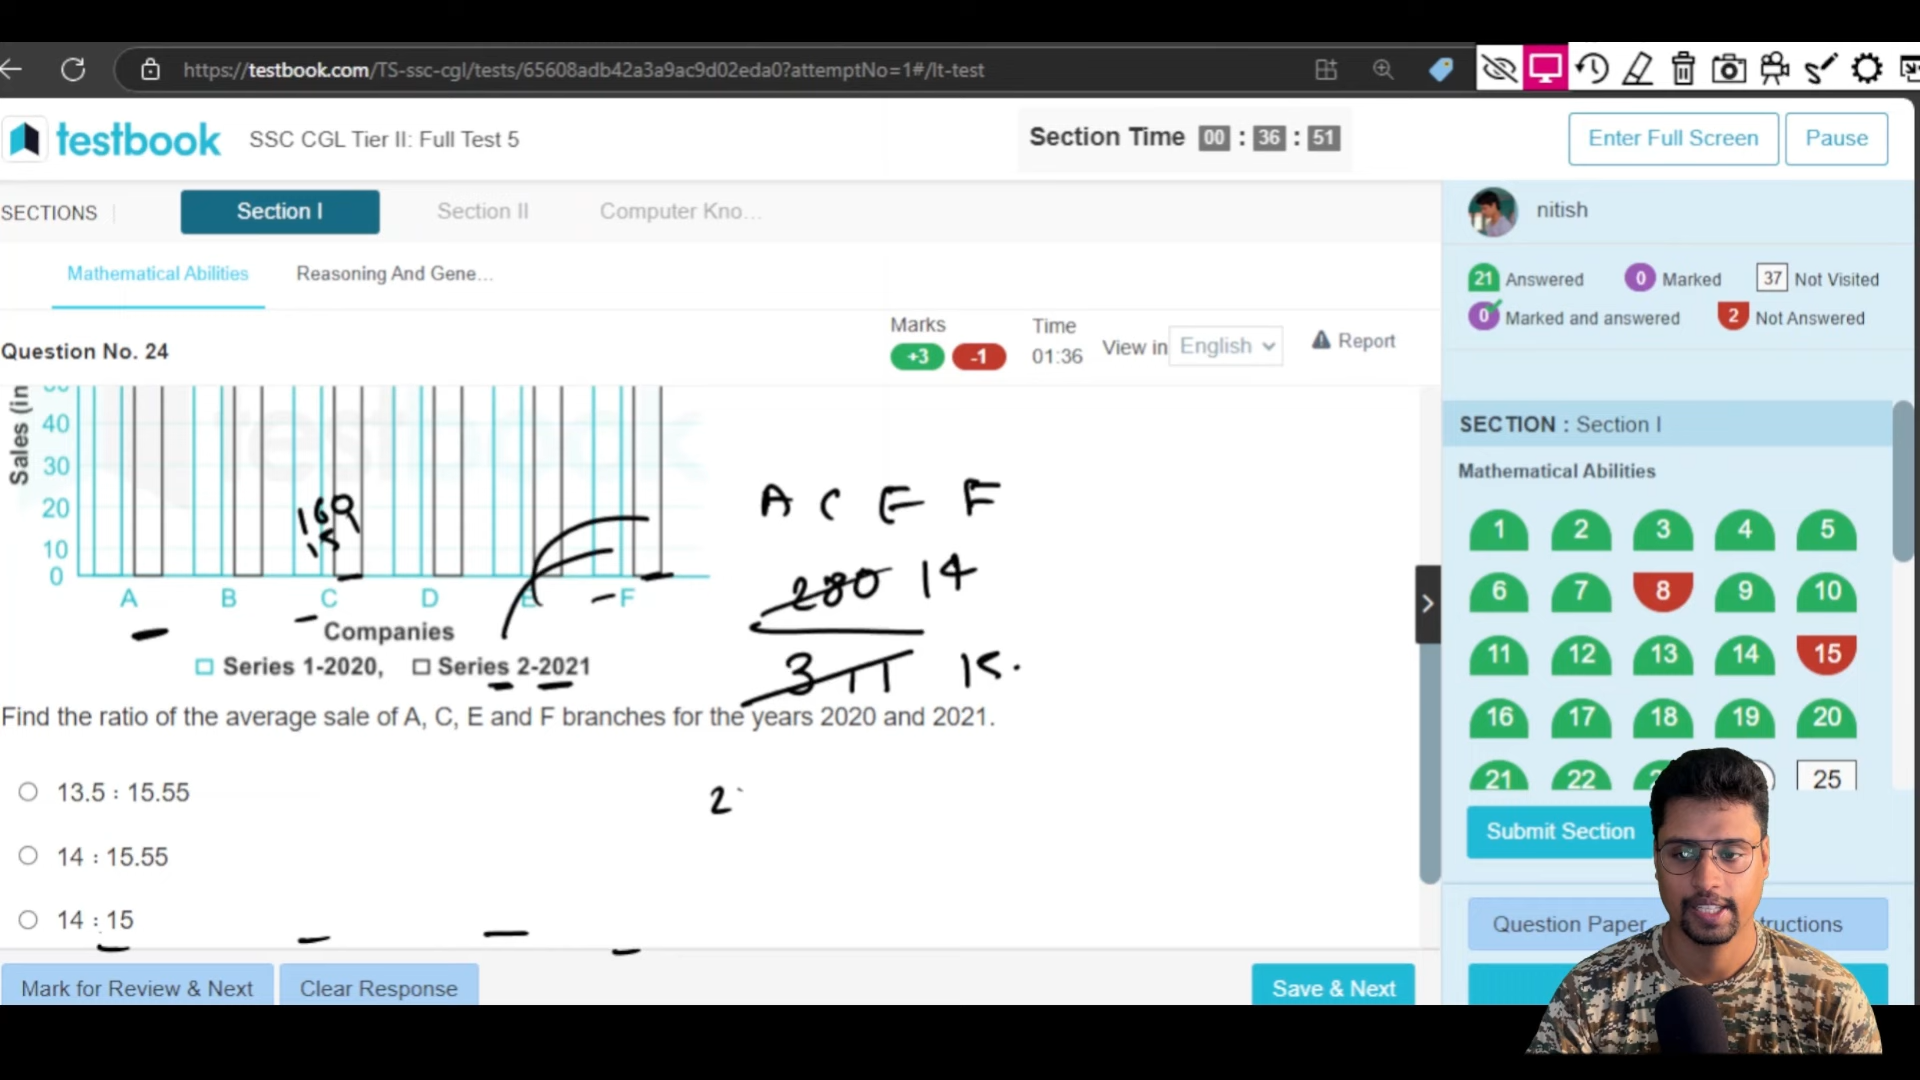 https://testbook.com/TS-ssc-cgl/tests/65608adb42a3a9ac9d02eda0?attemptNo=1#/lt-test
testbook
SSC CGL Tier II: Full Test 5
Section Time 00 : 36 : 51
Enter Full Screen
Pause
SECTIONS
Section I
Section II
Computer Kno...
nitish
Mathematical Abilities
Reasoning And Gene...
21 Answered
0 Marked
37 Not Visited
0 Marked and answered
2 Not Answered
Question No. 24
Marks
+3 -1
Time
01:36
View in English
Report
SECTION : Section I
Mathematical Abilities
1 2 3 4 5
6 7 8 9 10
11 12 13 14 15
16 17 18 19 20
21 22 25
Sales (in
40
30
20
10
0
160
15
A B C D E F
Companies
Series 1-2020, Series 2-2021
A C E F
280 14
311 15.
Find the ratio of the average sale of A, C, E and F branches for the years 2020 and 2021.
13.5 : 15.55
2
14 : 15.55
14 : 15
Submit Section
Question Paper
Mark for Review & Next
Clear Response
Save & Next